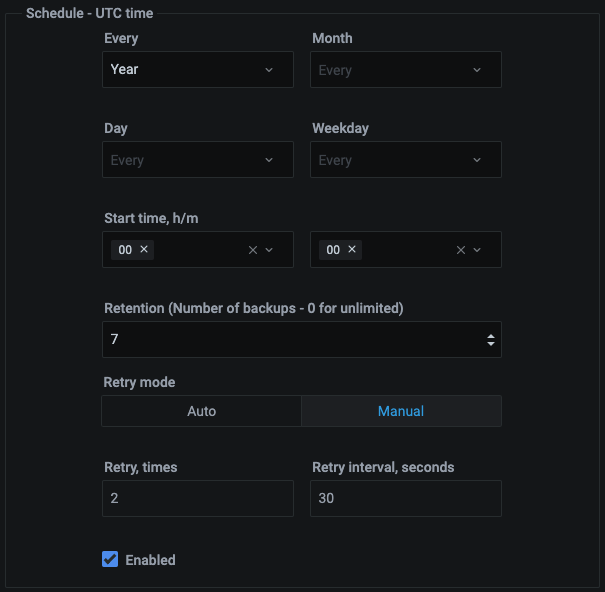 Schedule - UTC time
Every Month
Year Every
Day Weekday
Every Every
Start time, h/m
00 00
Retention (Number of backups - 0 for unlimited)
7
Retry mode
Auto Manual
Retry, times Retry interval, seconds
2 30
Enabled